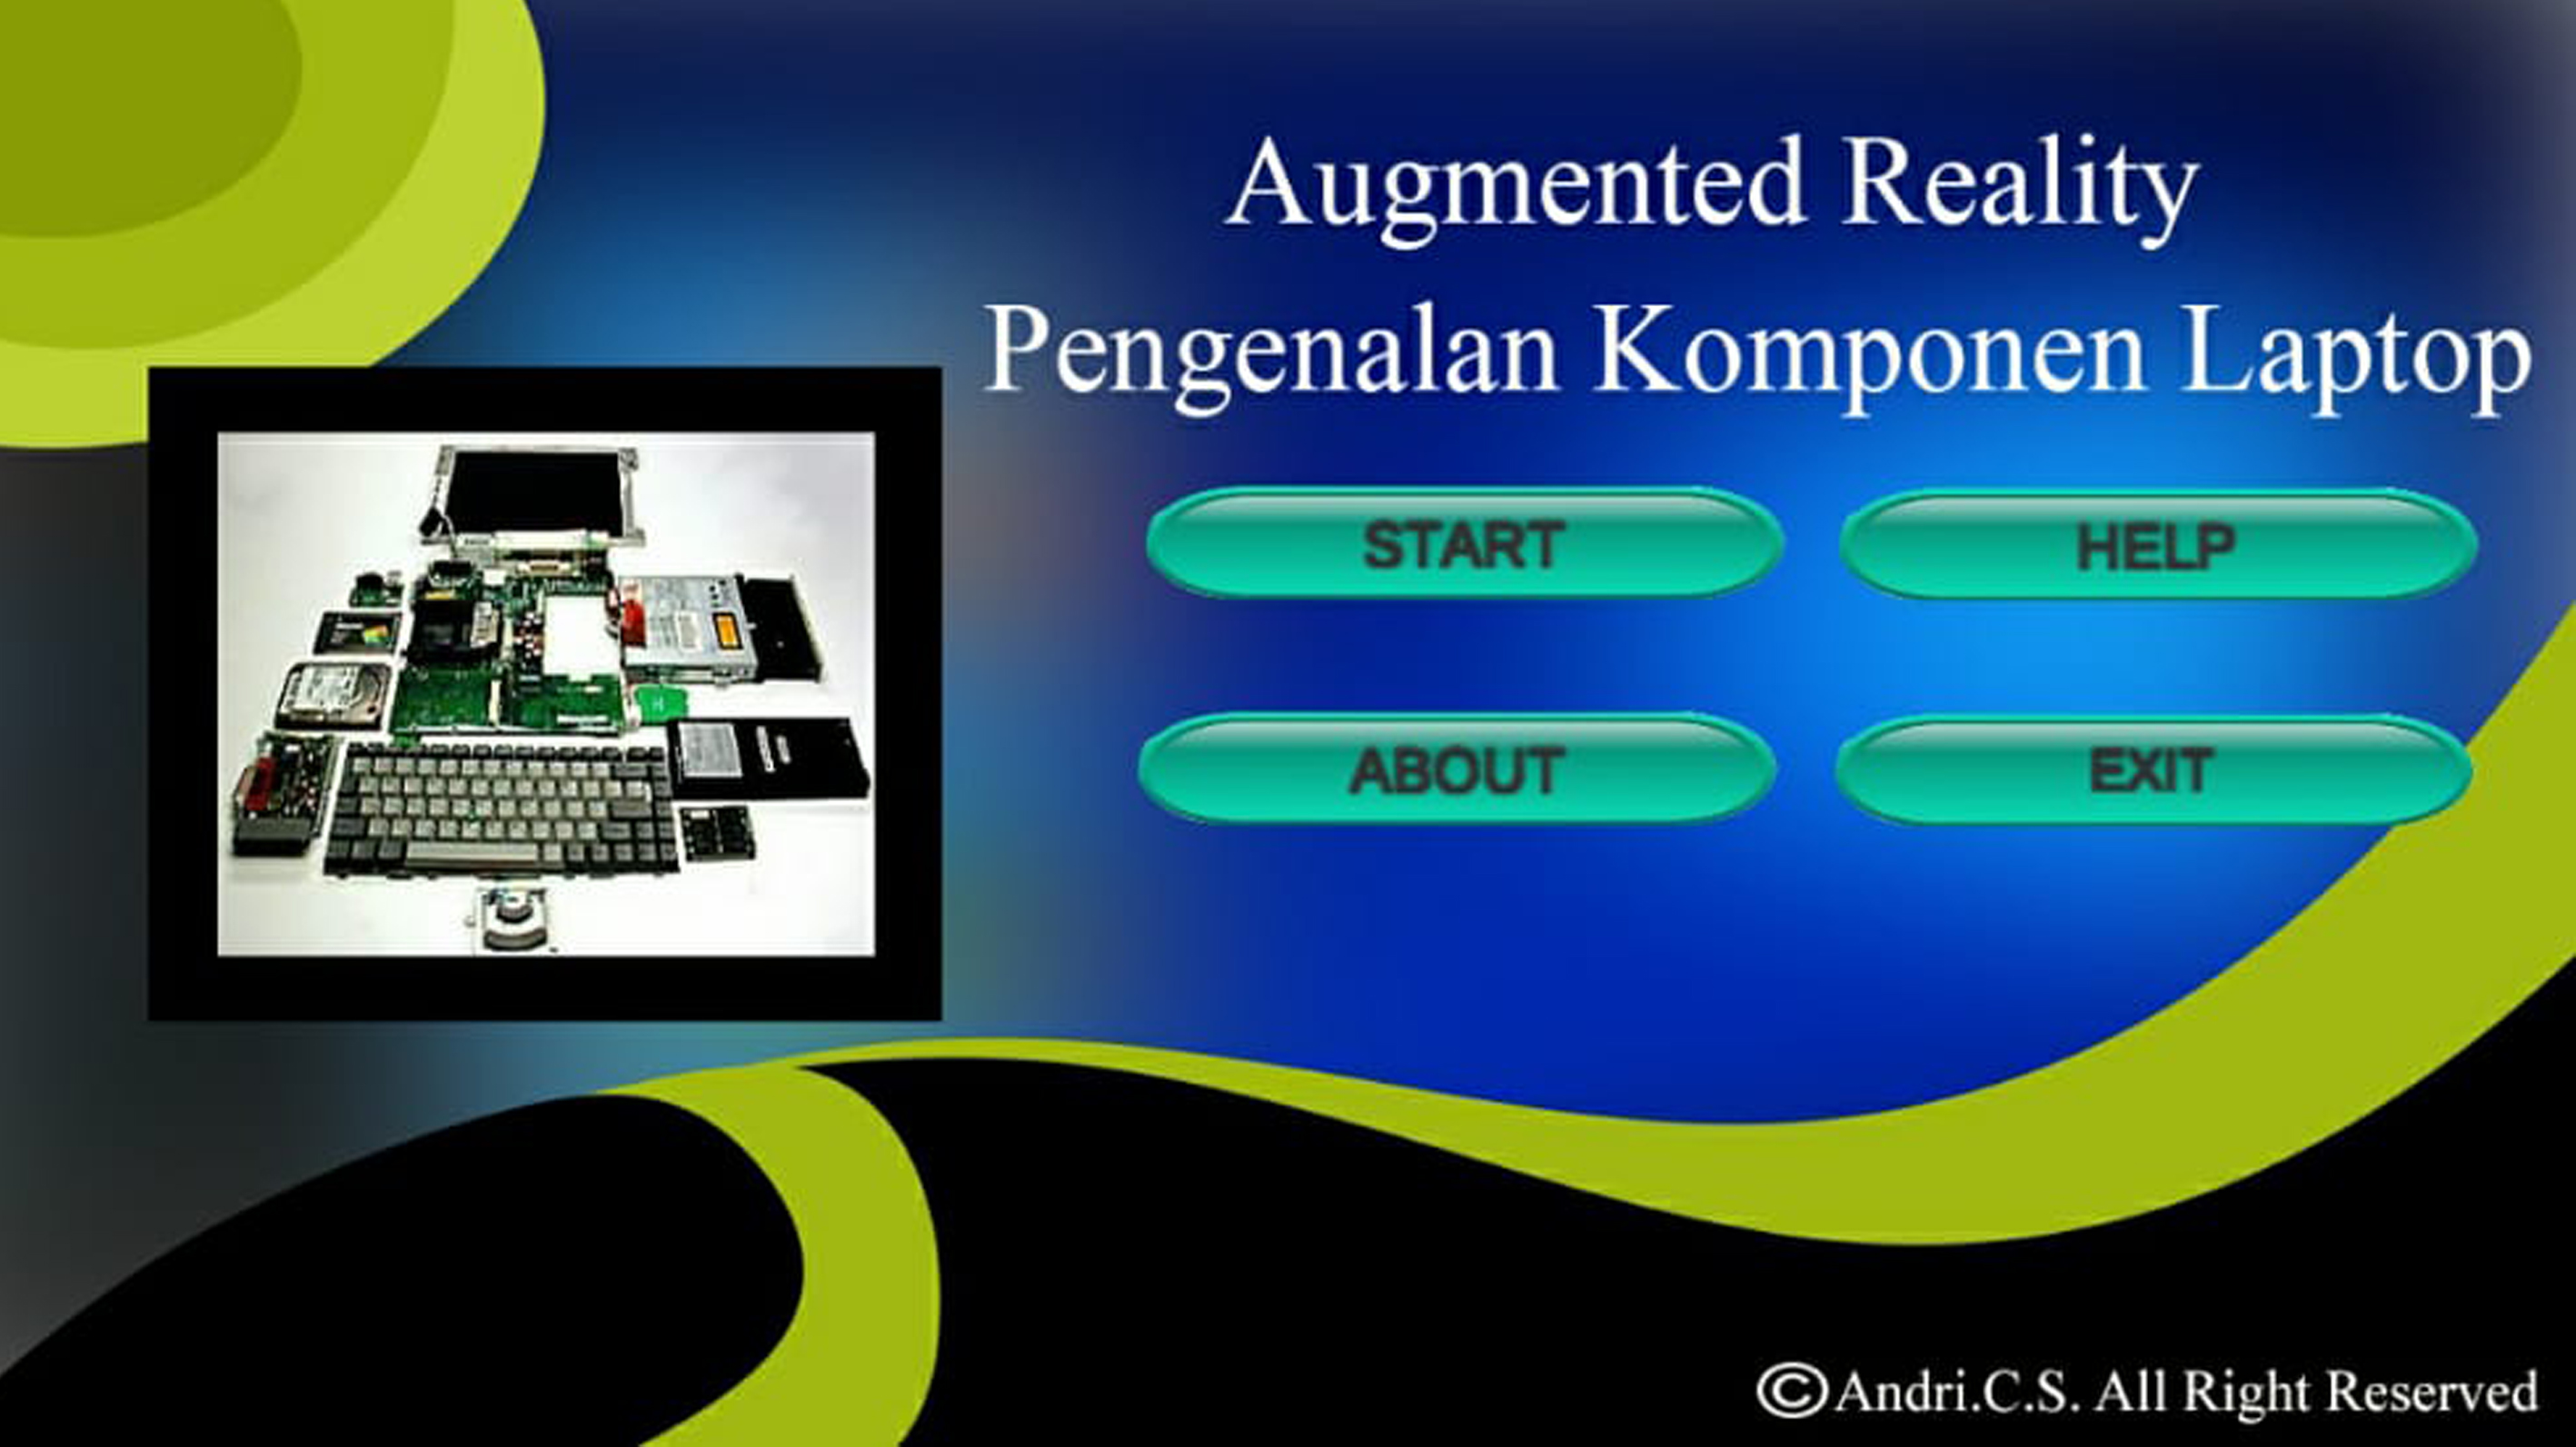 Augmented Reality
Pengenalan Komponen Laptop
START
HELP
ABOUT
EXIT
©Andri.C.S. All Right Reserved